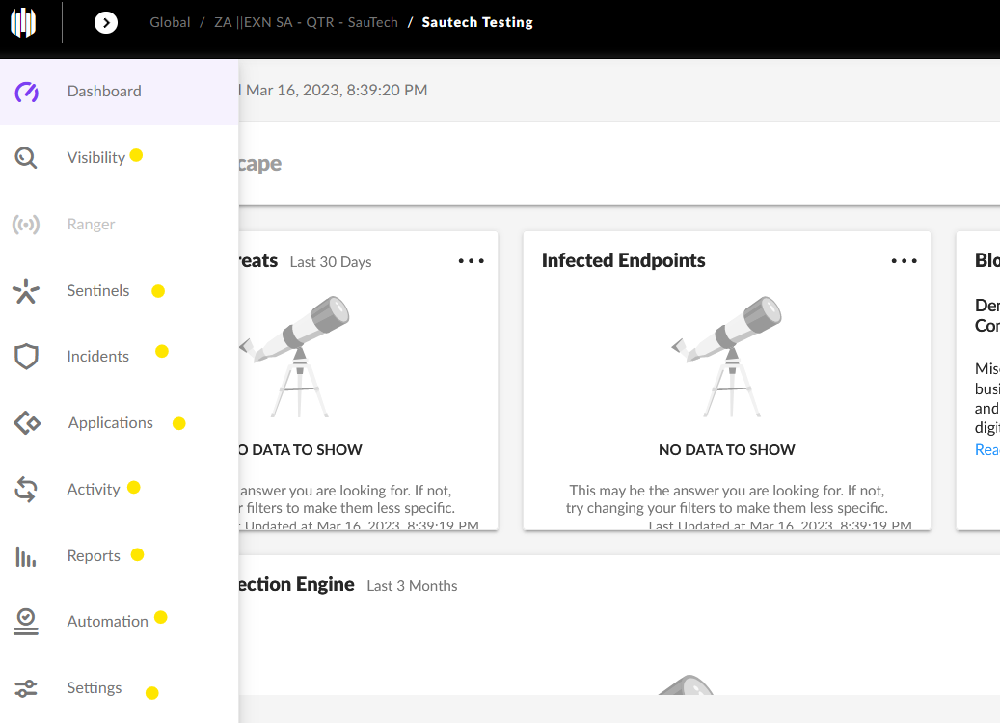 Global / ZA ||EXN SA - QTR - SauTech / Sautech Testing
Dashboard
Visibility
Ranger
Sentinels
Incidents
Applications
Activity
Reports
Automation
Settings
Mar 16, 2023, 8:39:20 PM
cape
reats Last 30 Days
NO DATA TO SHOW
answer you are looking for. If not,
r filters to make them less specific.
Updated at Mar 16, 2023, 8:39:19 PM
Infected Endpoints
NO DATA TO SHOW
This may be the answer you are looking for. If not,
try changing your filters to make them less specific.
Last Updated at Mar 16, 2023, 8:39:19 PM
Blo
Der
Cor
Mis
busi
and
digit
Rea
ection Engine Last 3 Months